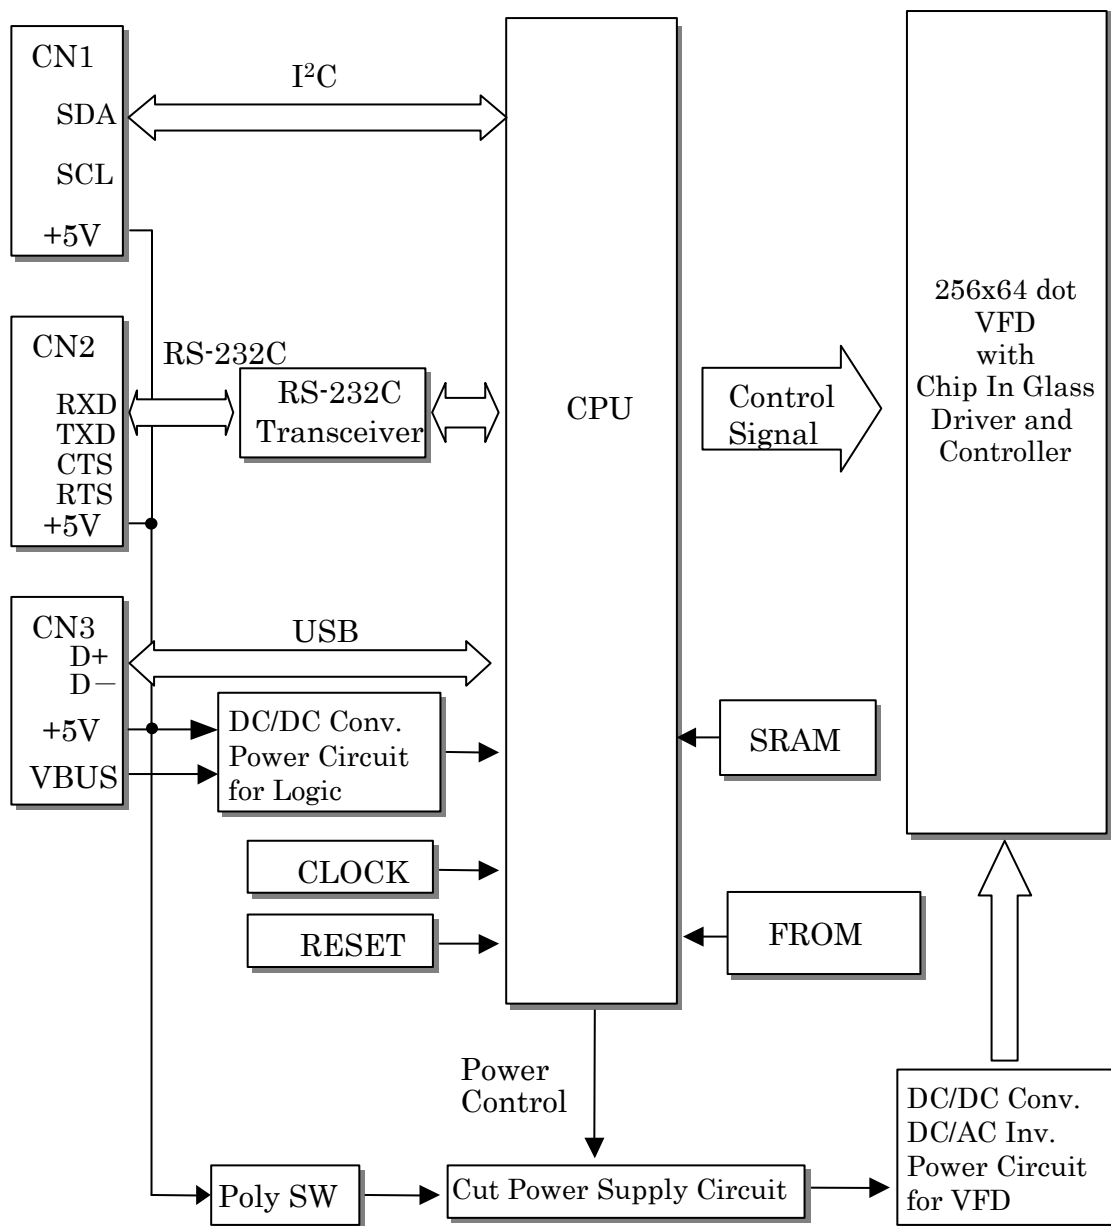 CN1
SDA
SCL
+5V
I²C
CN2
RXD
TXD
CTS
RTS
+5V
RS-232C
RS-232C
Transceiver
CPU
Control
Signal
256x64 dot
VFD
with
Chip In Glass
Driver and
Controller
CN3
D+
D－
+5V
VBUS
USB
DC/DC Conv.
Power Circuit
for Logic
SRAM
CLOCK
RESET
FROM
Power
Control
Poly SW
Cut Power Supply Circuit
DC/DC Conv.
DC/AC Inv.
Power Circuit
for VFD